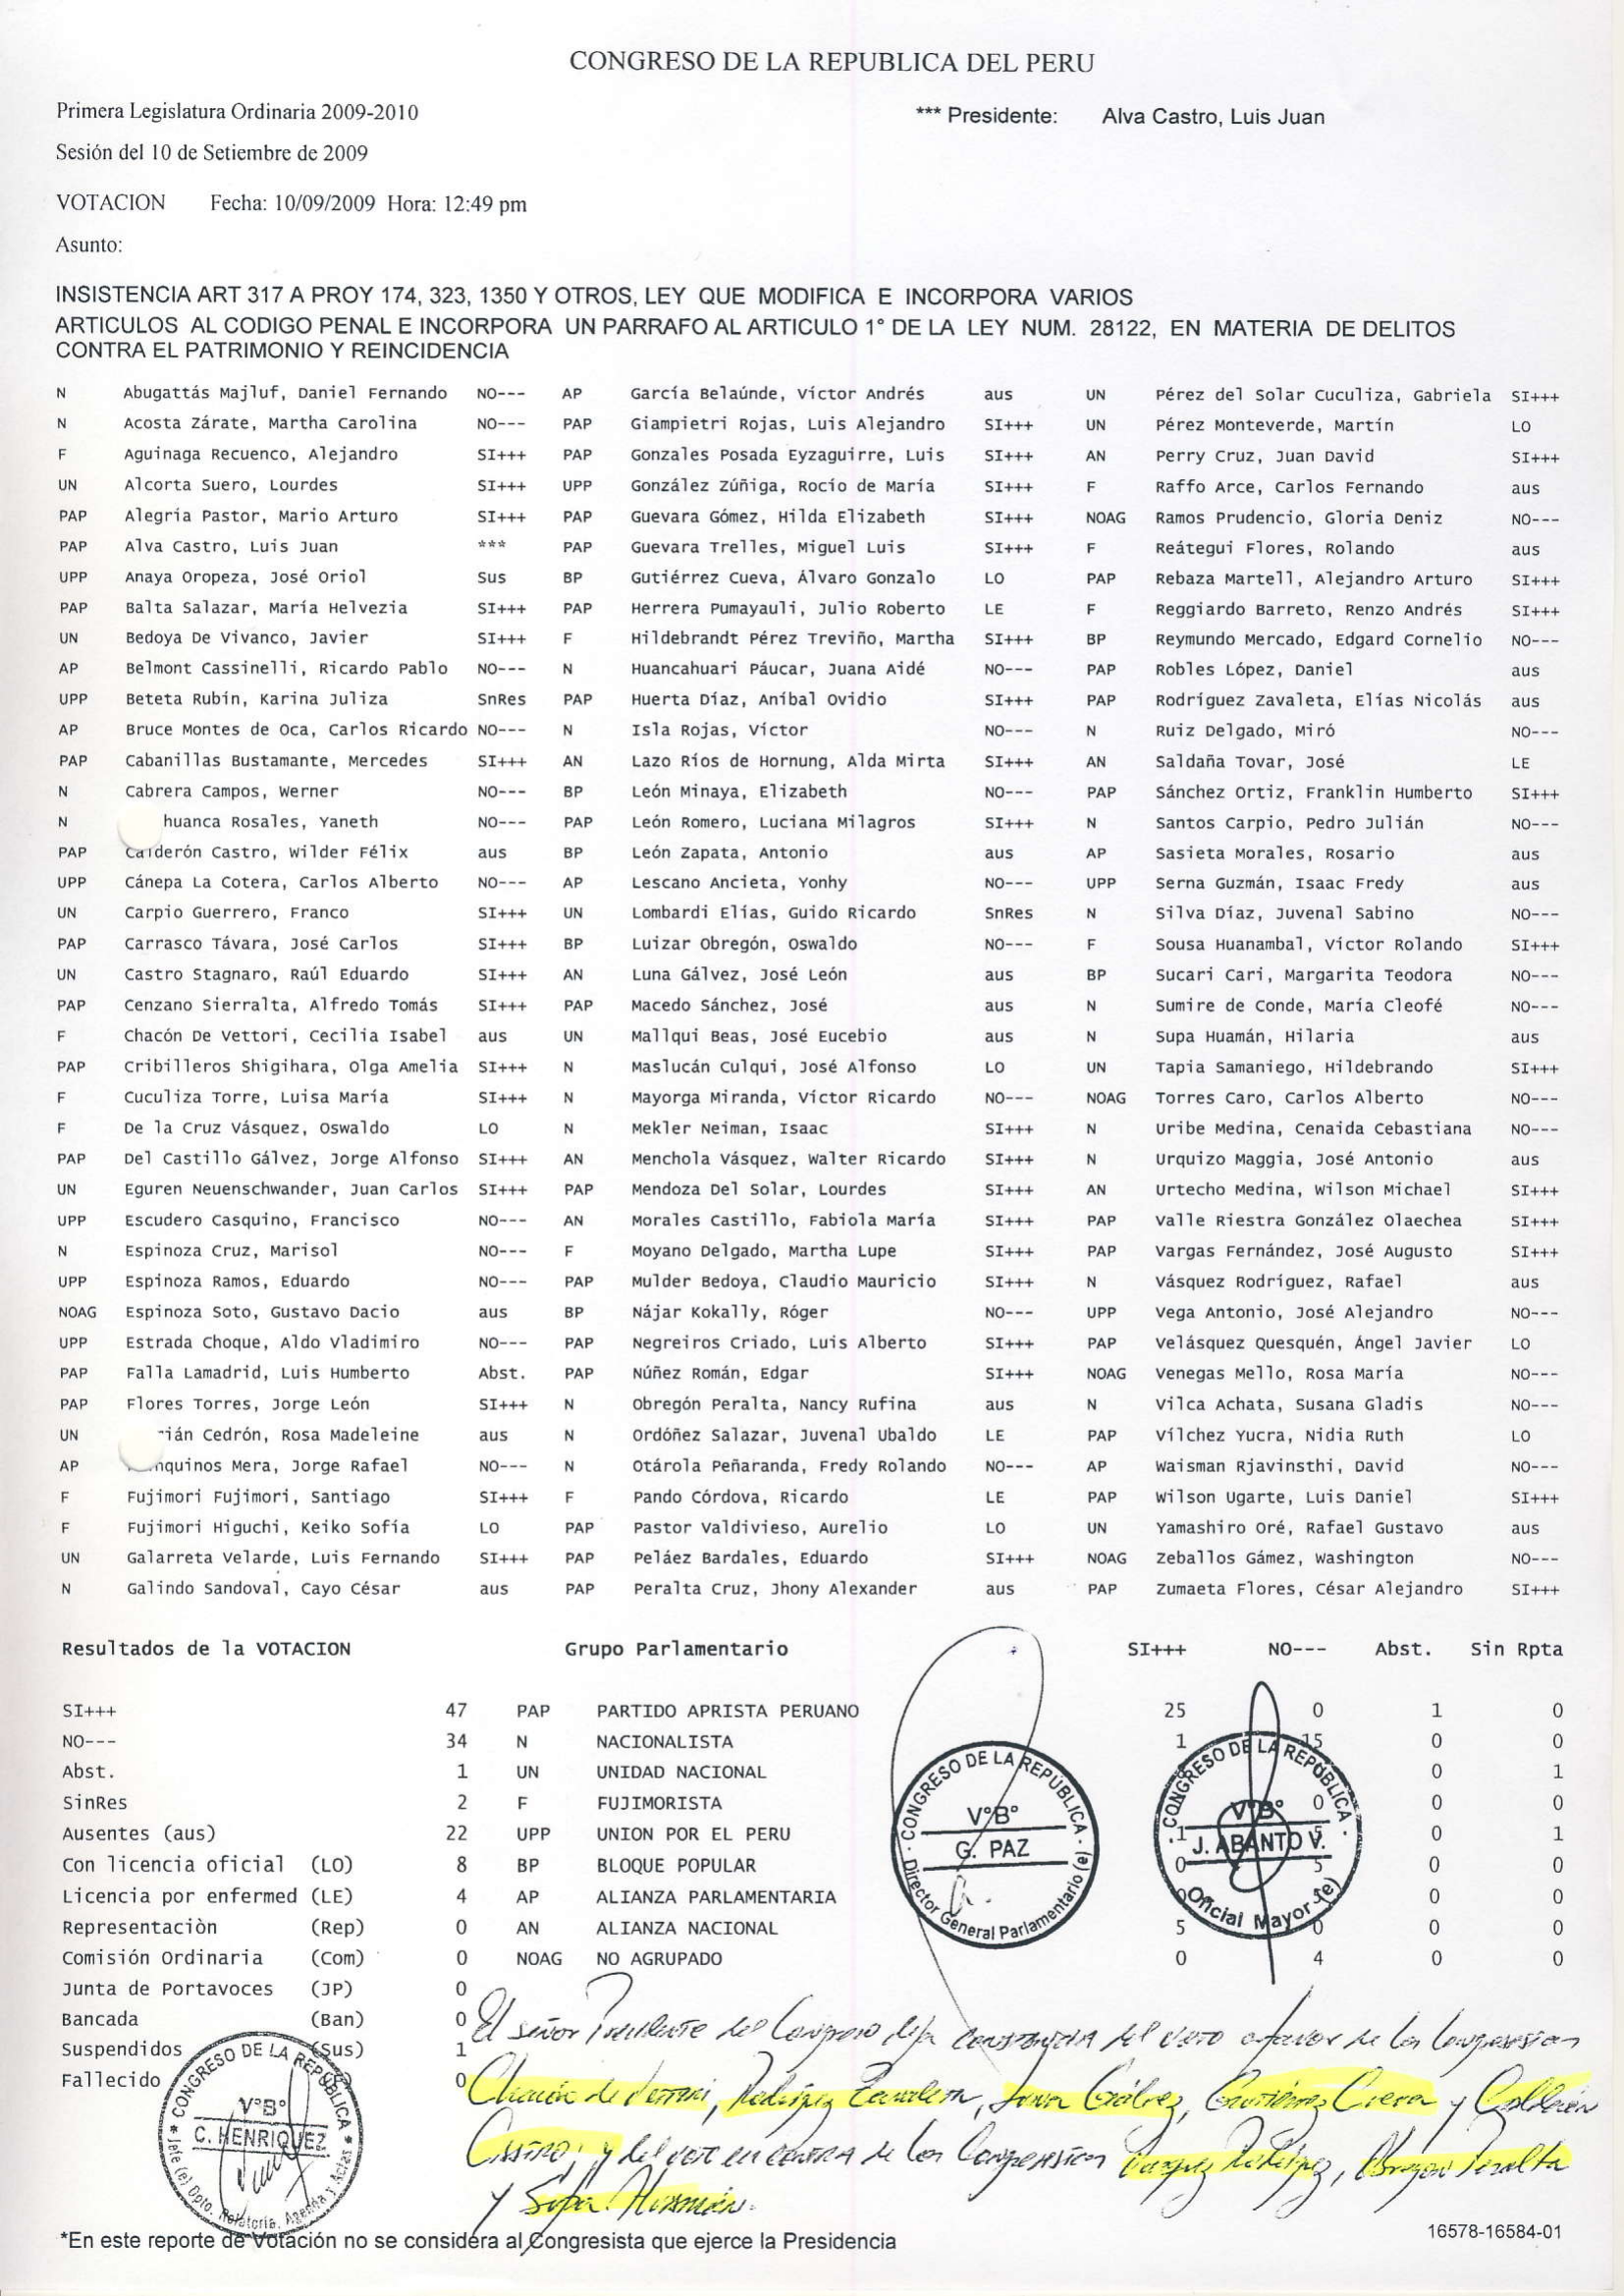 CONGRESO DE LA REPUBLICA DEL PERU
Primera Legislatura Ordinaria 2009-2010 *** Presidente: Alva Castro, Luis Juan
Sesión del 10 de Setiembre de 2009
VOTACION Fecha: 10/09/2009 Hora: 12:49 pm
Asunto:
INSISTENCIA ART 317 A PROY 174, 323, 1350 Y OTROS, LEY QUE MODIFICA E INCORPORA VARIOS
ARTICULOS AL CODIGO PENAL E INCORPORA UN PARRAFO AL ARTICULO 1° DE LA LEY NUM. 28122, EN MATERIA DE DELITOS
CONTRA EL PATRIMONIO Y REINCIDENCIA
N Abugattás Majluf, Daniel Fernando NO--- AP García Belaúnde, Víctor Andrés aus UN Pérez del Solar Cuculiza, Gabriela SI+++
N Acosta Zárate, Martha Carolina NO--- PAP Giampietri Rojas, Luis Alejandro SI+++ UN Pérez Monteverde, Martín LO
F Aguinaga Recuenco, Alejandro SI+++ PAP Gonzales Posada Eyzaguirre, Luis SI+++ AN Perry Cruz, Juan David SI+++
UN Alcorta Suero, Lourdes SI+++ UPP González Zúñiga, Rocío de María SI+++ F Raffo Arce, Carlos Fernando aus
PAP Alegría Pastor, Mario Arturo SI+++ PAP Guevara Gómez, Hilda Elizabeth SI+++ NOAG Ramos Prudencio, Gloria Deniz NO---
PAP Alva Castro, Luis Juan *** PAP Guevara Trelles, Miguel Luis SI+++ F Reátegui Flores, Rolando aus
UPP Anaya Oropeza, José Oriol Sus BP Gutiérrez Cueva, Álvaro Gonzalo LO PAP Rebaza Martell, Alejandro Arturo SI+++
PAP Balta Salazar, María Helvezia SI+++ PAP Herrera Pumayauli, Julio Roberto LE F Reggiardo Barreto, Renzo Andrés SI+++
UN Bedoya De Vivanco, Javier SI+++ F Hildebrandt Pérez Treviño, Martha SI+++ BP Reymundo Mercado, Edgard Cornelio NO---
AP Belmont Cassinelli, Ricardo Pablo NO--- N Huancahuari Páucar, Juana Aidé NO--- PAP Robles López, Daniel aus
UPP Beteta Rubín, Karina Juliza SnRes PAP Huerta Díaz, Aníbal Ovidio SI+++ PAP Rodríguez Zavaleta, Elías Nicolás aus
AP Bruce Montes de Oca, Carlos Ricardo NO--- N Isla Rojas, Víctor NO--- N Ruiz Delgado, Miró NO---
PAP Cabanillas Bustamante, Mercedes SI+++ AN Lazo Ríos de Hornung, Alda Mirta SI+++ AN Saldaña Tovar, José LE
N Cabrera Campos, Werner NO--- BP León Minaya, Elizabeth NO--- PAP Sánchez Ortiz, Franklin Humberto SI+++
N huanca Rosales, Yaneth NO--- PAP León Romero, Luciana Milagros SI+++ N Santos Carpio, Pedro Julián NO---
PAP Calderón Castro, Wilder Félix aus BP León Zapata, Antonio aus AP Sasieta Morales, Rosario aus
UPP Cánepa La Cotera, Carlos Alberto NO--- AP Lescano Ancieta, Yonhy NO--- UPP Serna Guzmán, Isaac Fredy aus
UN Carpio Guerrero, Franco SI+++ UN Lombardi Elías, Guido Ricardo SnRes N Silva Díaz, Juvenal Sabino NO---
PAP Carrasco Távara, José Carlos SI+++ BP Luizar Obregón, Oswaldo NO--- F Sousa Huanambal, Víctor Rolando SI+++
UN Castro Stagnaro, Raúl Eduardo SI+++ AN Luna Gálvez, José León aus BP Sucari Cari, Margarita Teodora NO---
PAP Cenzano Sierralta, Alfredo Tomás SI+++ PAP Macedo Sánchez, José aus N Sumire de Conde, María Cleofé NO---
F Chacón De Vettori, Cecilia Isabel aus UN Mallqui Beas, José Eucebio aus N Supa Huamán, Hilaria aus
PAP Cribilleros Shigihara, Olga Amelia SI+++ N Maslucán Culqui, José Alfonso LO UN Tapia Samaniego, Hildebrando SI+++
F Cuculiza Torre, Luisa María SI+++ N Mayorga Miranda, Víctor Ricardo NO--- NOAG Torres Caro, Carlos Alberto NO---
F De la Cruz Vásquez, Oswaldo LO N Mekler Neiman, Isaac SI+++ N Uribe Medina, Cenaida Cebastiana NO---
PAP Del Castillo Gálvez, Jorge Alfonso SI+++ AN Menchola Vásquez, Walter Ricardo SI+++ N Urquizo Maggia, José Antonio aus
UN Eguren Neuenschwander, Juan Carlos SI+++ PAP Mendoza Del Solar, Lourdes SI+++ AN Urtecho Medina, Wilson Michael SI+++
UPP Escudero Casquino, Francisco NO--- AN Morales Castillo, Fabiola María SI+++ PAP Valle Riestra González Olaechea SI+++
N Espinoza Cruz, Marisol NO--- F Moyano Delgado, Martha Lupe SI+++ PAP Vargas Fernández, José Augusto SI+++
UPP Espinoza Ramos, Eduardo NO--- PAP Mulder Bedoya, Claudio Mauricio SI+++ N Vásquez Rodríguez, Rafael aus
NOAG Espinoza Soto, Gustavo Dacio aus BP Nájar Kokally, Róger NO--- UPP Vega Antonio, José Alejandro NO---
UPP Estrada Choque, Aldo Vladimiro NO--- PAP Negreiros Criado, Luis Alberto SI+++ PAP Velásquez Quesquén, Ángel Javier LO
PAP Falla Lamadrid, Luis Humberto Abst. PAP Núñez Román, Edgar SI+++ NOAG Venegas Mello, Rosa María NO---
PAP Flores Torres, Jorge León SI+++ N Obregón Peralta, Nancy Rufina aus N Vilca Achata, Susana Gladis NO---
UN rián Cedrón, Rosa Madeleine aus N Ordóñez Salazar, Juvenal Ubaldo LE PAP Vílchez Yucra, Nidia Ruth LO
AP nquinos Mera, Jorge Rafael NO--- N Otárola Peñaranda, Fredy Rolando NO--- AP Waisman Rjavinsthi, David NO---
F Fujimori Fujimori, Santiago SI+++ F Pando Córdova, Ricardo LE PAP Wilson Ugarte, Luis Daniel SI+++
F Fujimori Higuchi, Keiko Sofía LO PAP Pastor Valdivieso, Aurelio LO UN Yamashiro Oré, Rafael Gustavo aus
UN Galarreta Velarde, Luis Fernando SI+++ PAP Peláez Bardales, Eduardo SI+++ NOAG Zeballos Gámez, Washington NO---
N Galindo Sandoval, Cayo César aus PAP Peralta Cruz, Jhony Alexander aus PAP Zumaeta Flores, César Alejandro SI+++
Resultados de la VOTACION Grupo Parlamentario SI+++ NO--- Abst. Sin Rpta
SI+++ 47 PAP PARTIDO APRISTA PERUANO 25 0 1 0
NO--- 34 N NACIONALISTA 1 15 0 0
Abst. 1 UN UNIDAD NACIONAL 0 1
SinRes 2 F FUJIMORISTA 0 0 0
Ausentes (aus) 22 UPP UNION POR EL PERU 1 5 0 1
Con licencia oficial (LO) 8 BP BLOQUE POPULAR 0 5 0 0
Licencia por enfermed (LE) 4 AP ALIANZA PARLAMENTARIA 0 5 0 0
Representaciòn (Rep) 0 AN ALIANZA NACIONAL 5 0 0 0
Comisión Ordinaria (Com) 0 NOAG NO AGRUPADO 0 4 0 0
Junta de Portavoces (JP) 0
Bancada (Ban) 0
Suspendidos (Sus) 1
Fallecido 0
CONGRESO DE LA REPÚBLICA
V°B°
G. PAZ
Director General Parlamentario (e)
CONGRESO DE LA REPÚBLICA
V°B°
J. ABANTO V.
Oficial Mayor (e)
El señor Presidente del Congreso deja constancia del voto a favor de los Congresistas
Chacón de Vettori, Rodríguez Zavaleta, Luna Gálvez, Gutiérrez Cueva y Calderón
Castro; y del voto en contra de los Congresistas Vásquez Rodríguez, Obregón Peralta
y Supa Huamán.
CONGRESO DE LA REPÚBLICA
V°B°
C. HENRIQUEZ
Jefe (e) Dpto. Relatoría, Agenda y Actas
*En este reporte de Votación no se considera al Congresista que ejerce la Presidencia
16578-16584-01